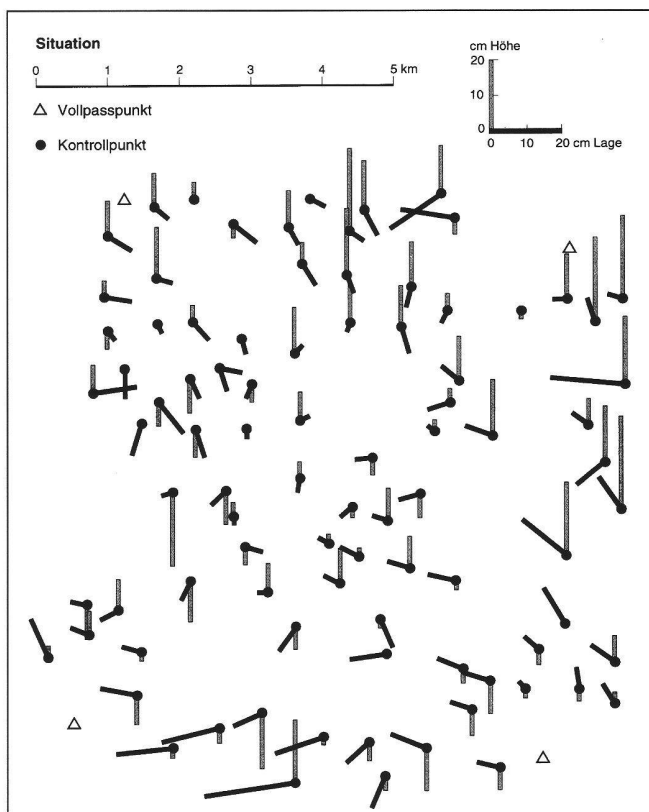 Situation
0 1 2 3 4 5 km
△ Vollpasspunkt
● Kontrollpunkt
cm Höhe
20
10
0
0 10 20 cm Lage